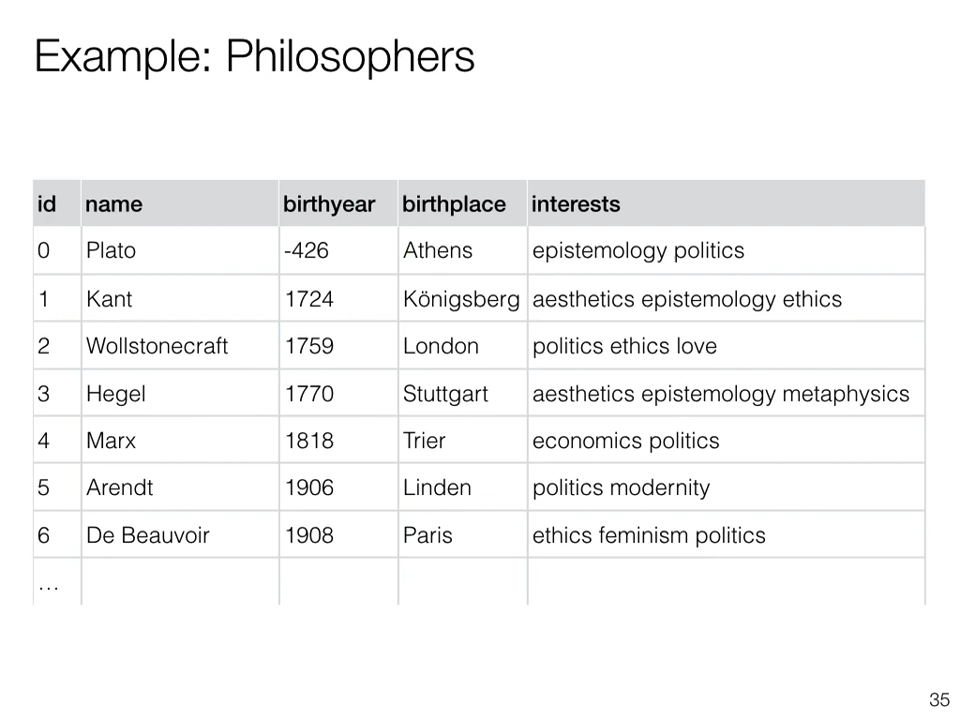 Example: Philosophers
id name birthyear birthplace interests
0 Plato -426 Athens epistemology politics
1 Kant 1724 Königsberg aesthetics epistemology ethics
2 Wollstonecraft 1759 London politics ethics love
3 Hegel 1770 Stuttgart aesthetics epistemology metaphysics
4 Marx 1818 Trier economics politics
5 Arendt 1906 Linden politics modernity
6 De Beauvoir 1908 Paris ethics feminism politics
…
35